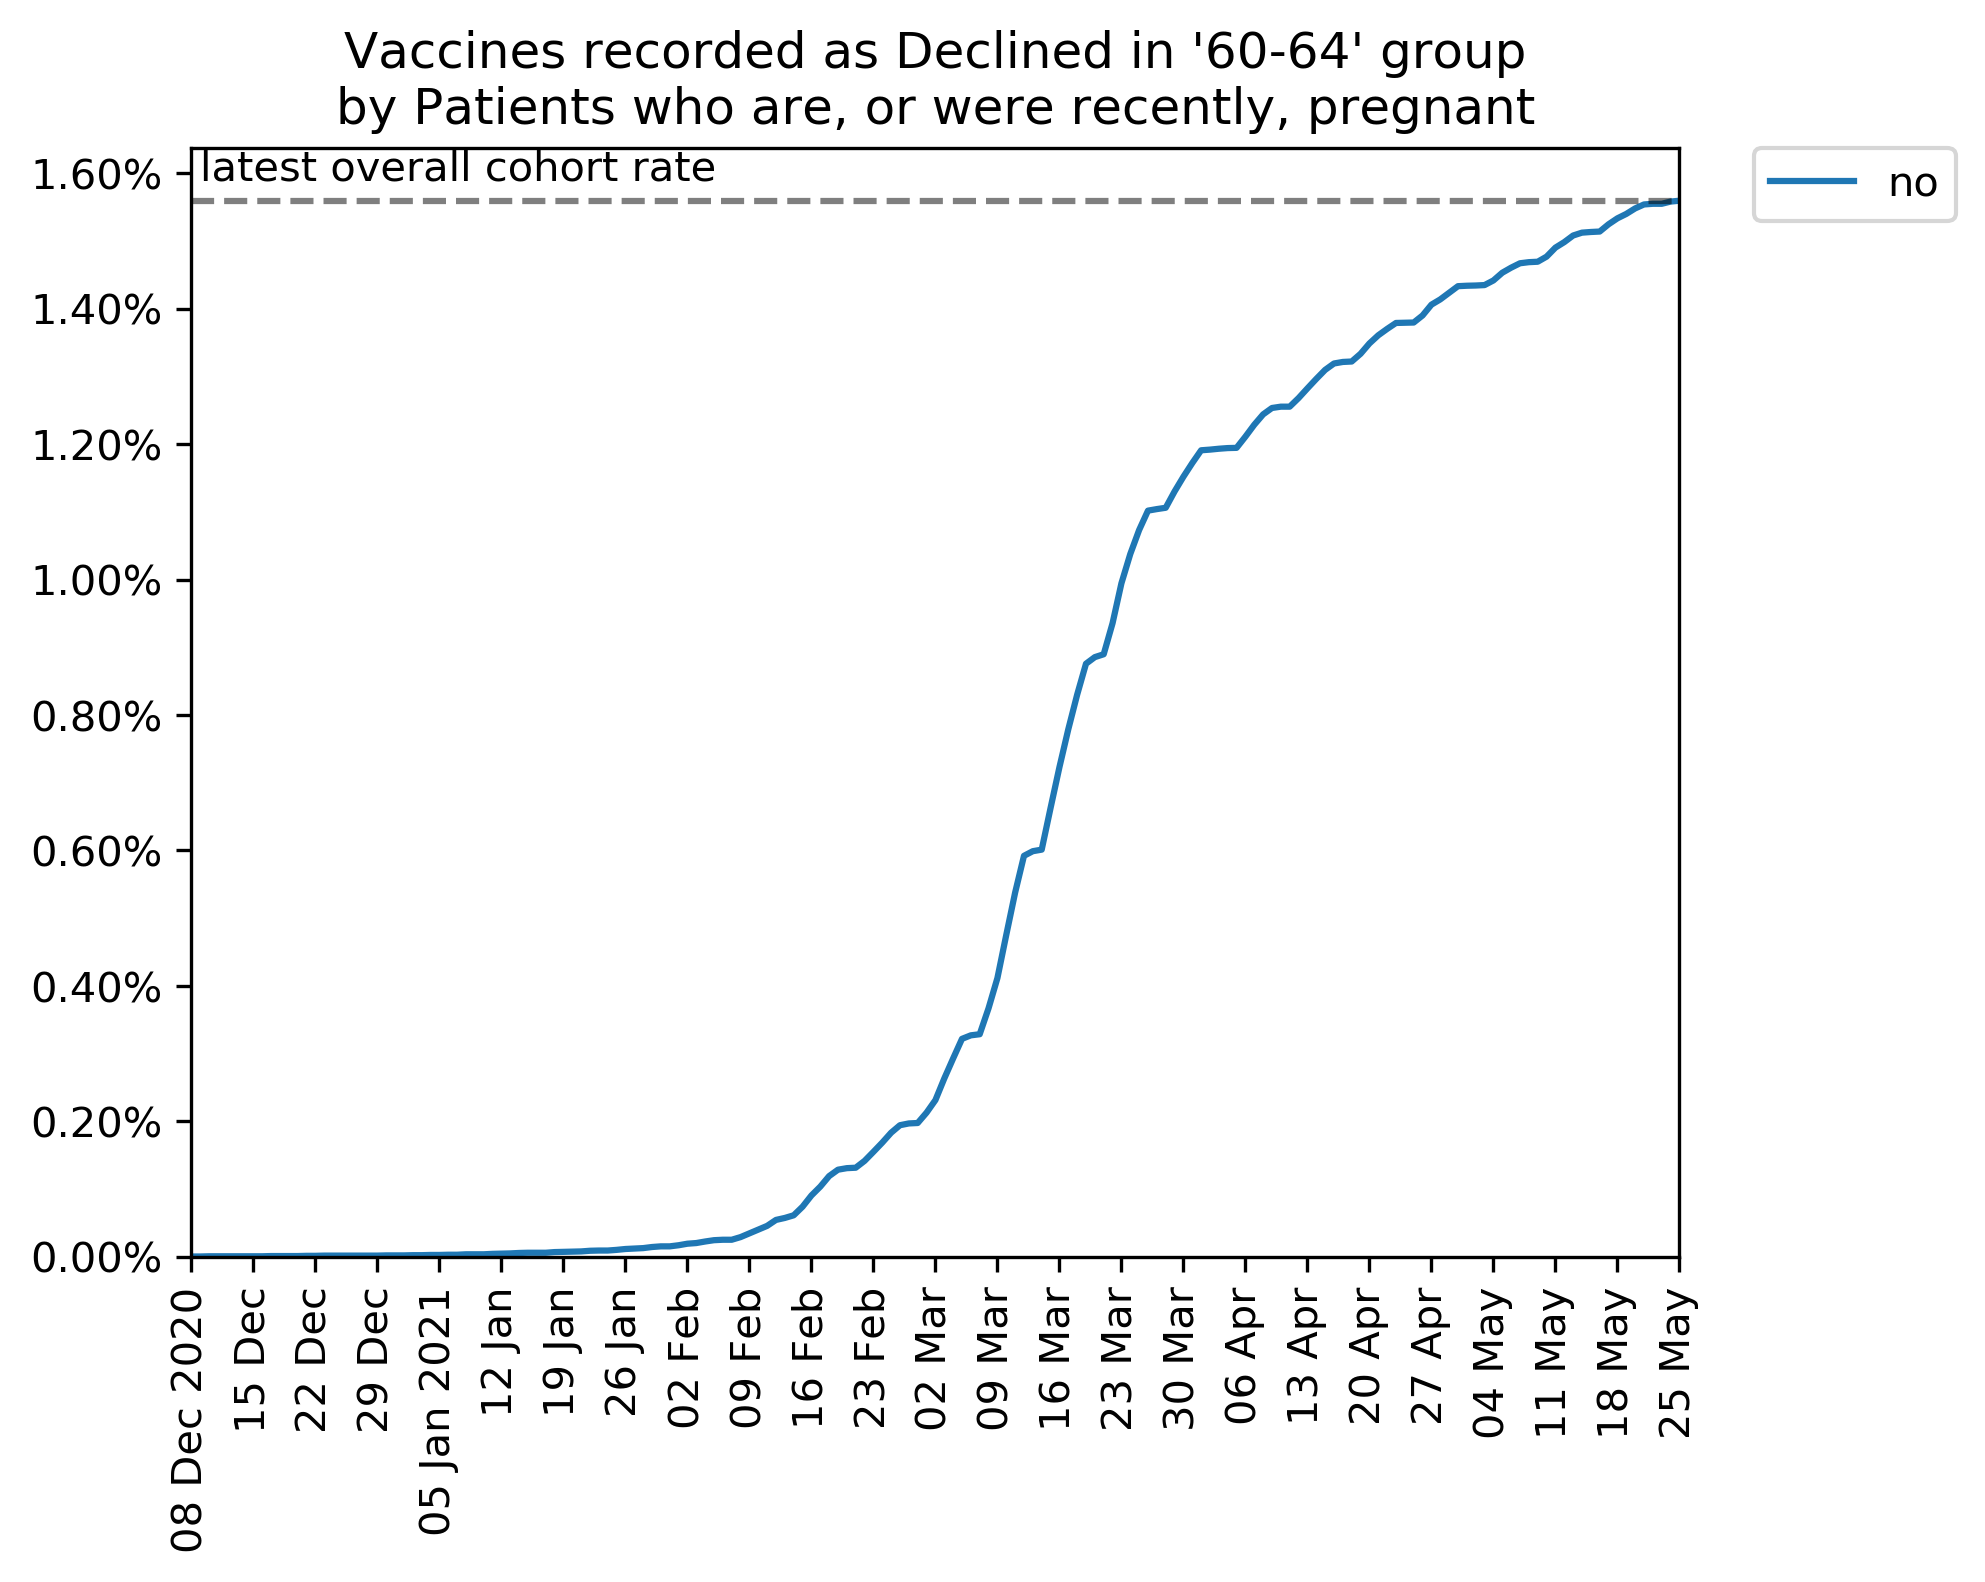 Vaccines recorded as Declined in '60-64' group
by Patients who are, or were recently, pregnant
latest overall cohort rate
no
1.60%
1.40%
1.20%
1.00%
0.80%
0.60%
0.40%
0.20%
0.00%
08 Dec 2020
15 Dec
22 Dec
29 Dec
05 Jan 2021
12 Jan
19 Jan
26 Jan
02 Feb
09 Feb
16 Feb
23 Feb
02 Mar
09 Mar
16 Mar
23 Mar
30 Mar
06 Apr
13 Apr
20 Apr
27 Apr
04 May
11 May
18 May
25 May